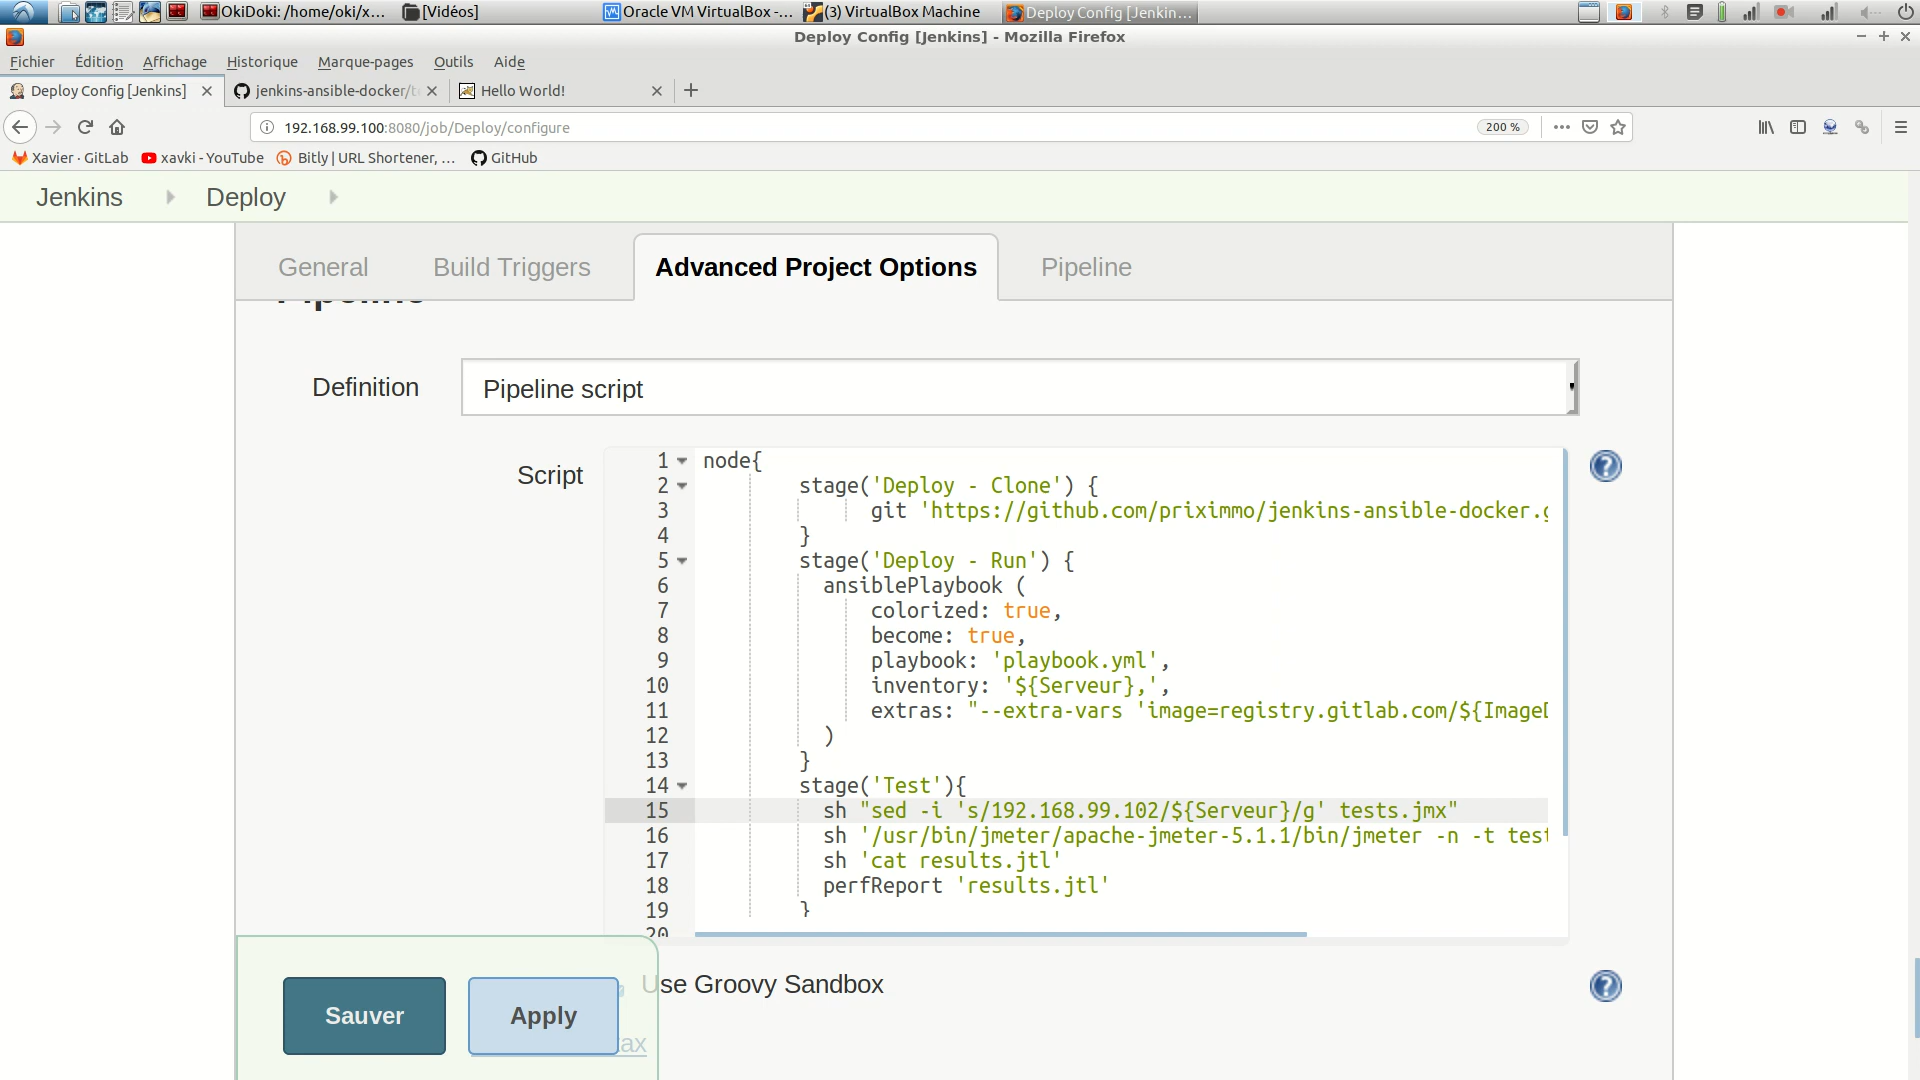 OkiDoki: /home/oki/x...
[Vidéos]
Oracle VM VirtualBox -...
(3) VirtualBox Machine
Deploy Config [Jenkin...
Deploy Config [Jenkins] - Mozilla Firefox
Fichier Édition Affichage Historique Marque-pages Outils Aide
Deploy Config [Jenkins]
jenkins-ansible-docker/t
Hello World!
192.168.99.100:8080/job/Deploy/configure
200 %
Xavier · GitLab
xavki - YouTube
Bitly | URL Shortener, ...
GitHub
Jenkins
Deploy
General
Build Triggers
Advanced Project Options
Pipeline
Pipeline
Definition
Pipeline script
Script
1 node{
2 stage('Deploy - Clone') {
3 git 'https://github.com/priximmo/jenkins-ansible-docker.g
4 }
5 stage('Deploy - Run') {
6 ansiblePlaybook (
7 colorized: true,
8 become: true,
9 playbook: 'playbook.yml',
10 inventory: '${Serveur},',
11 extras: "--extra-vars 'image=registry.gitlab.com/${Image
12 )
13 }
14 stage('Test'){
15 sh "sed -i 's/192.168.99.102/${Serveur}/g' tests.jmx"
16 sh '/usr/bin/jmeter/apache-jmeter-5.1.1/bin/jmeter -n -t test
17 sh 'cat results.jtl'
18 perfReport 'results.jtl'
19 }
20
Use Groovy Sandbox
Sauver
Apply
ax